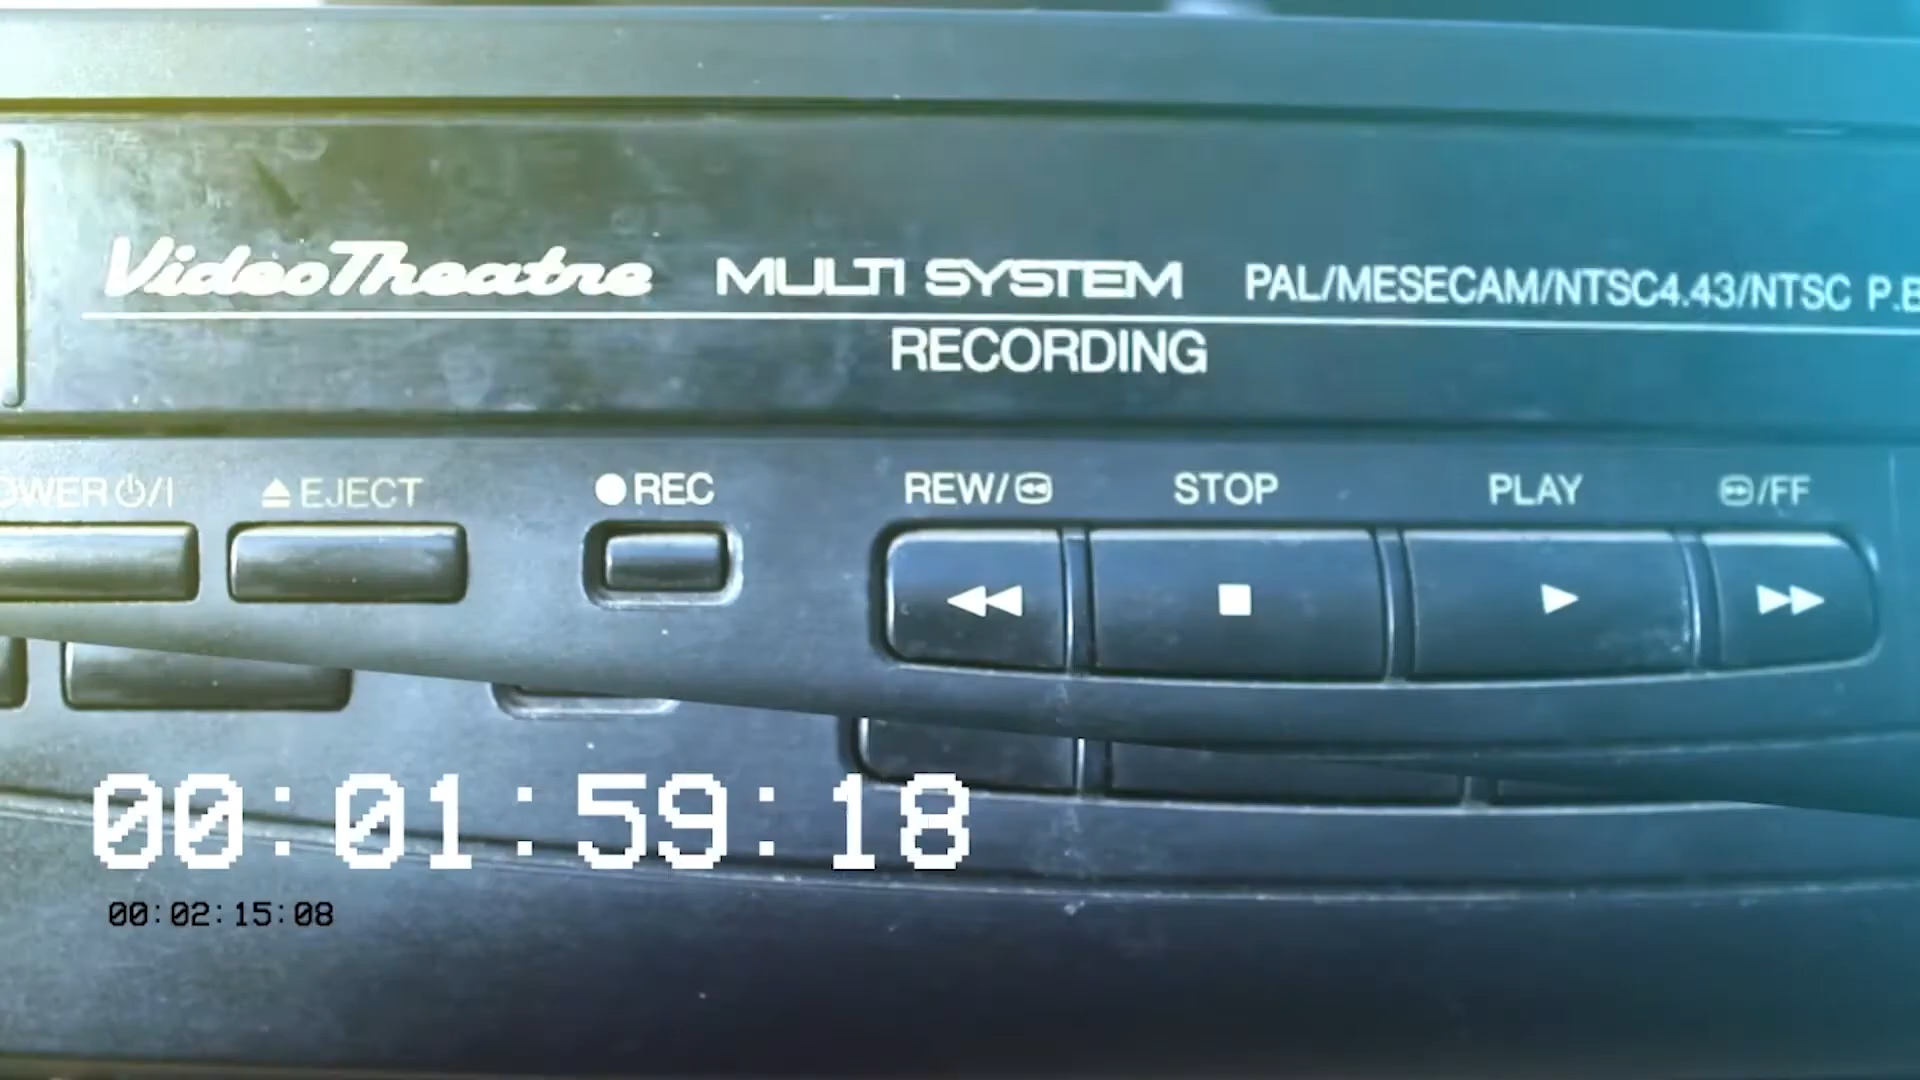 VideoTheatre MULTI SYSTEM PAL/MESECAM/NTSC4.43/NTSC
RECORDING
EJECT REC REW/ STOP PLAY /FF
00:01:59:18
00:02:15:08